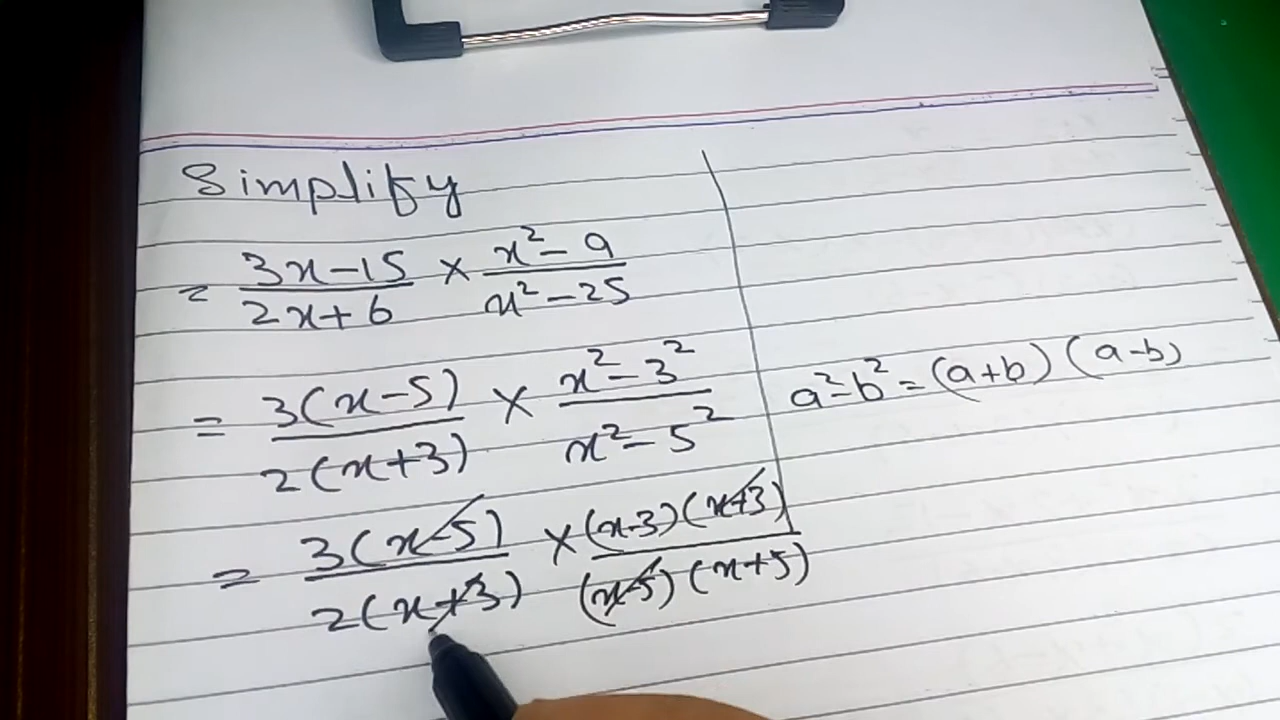 Simplify
= 3x-15/2x+6 × x²-9/x²-25
= 3(x-5)/2(x+3) × x²-3²/x²-5²
a²-b² = (a+b) (a-b)
= 3(x-5)/2(x+3) × (x-3)(x+3)/(x-5)(x+5)